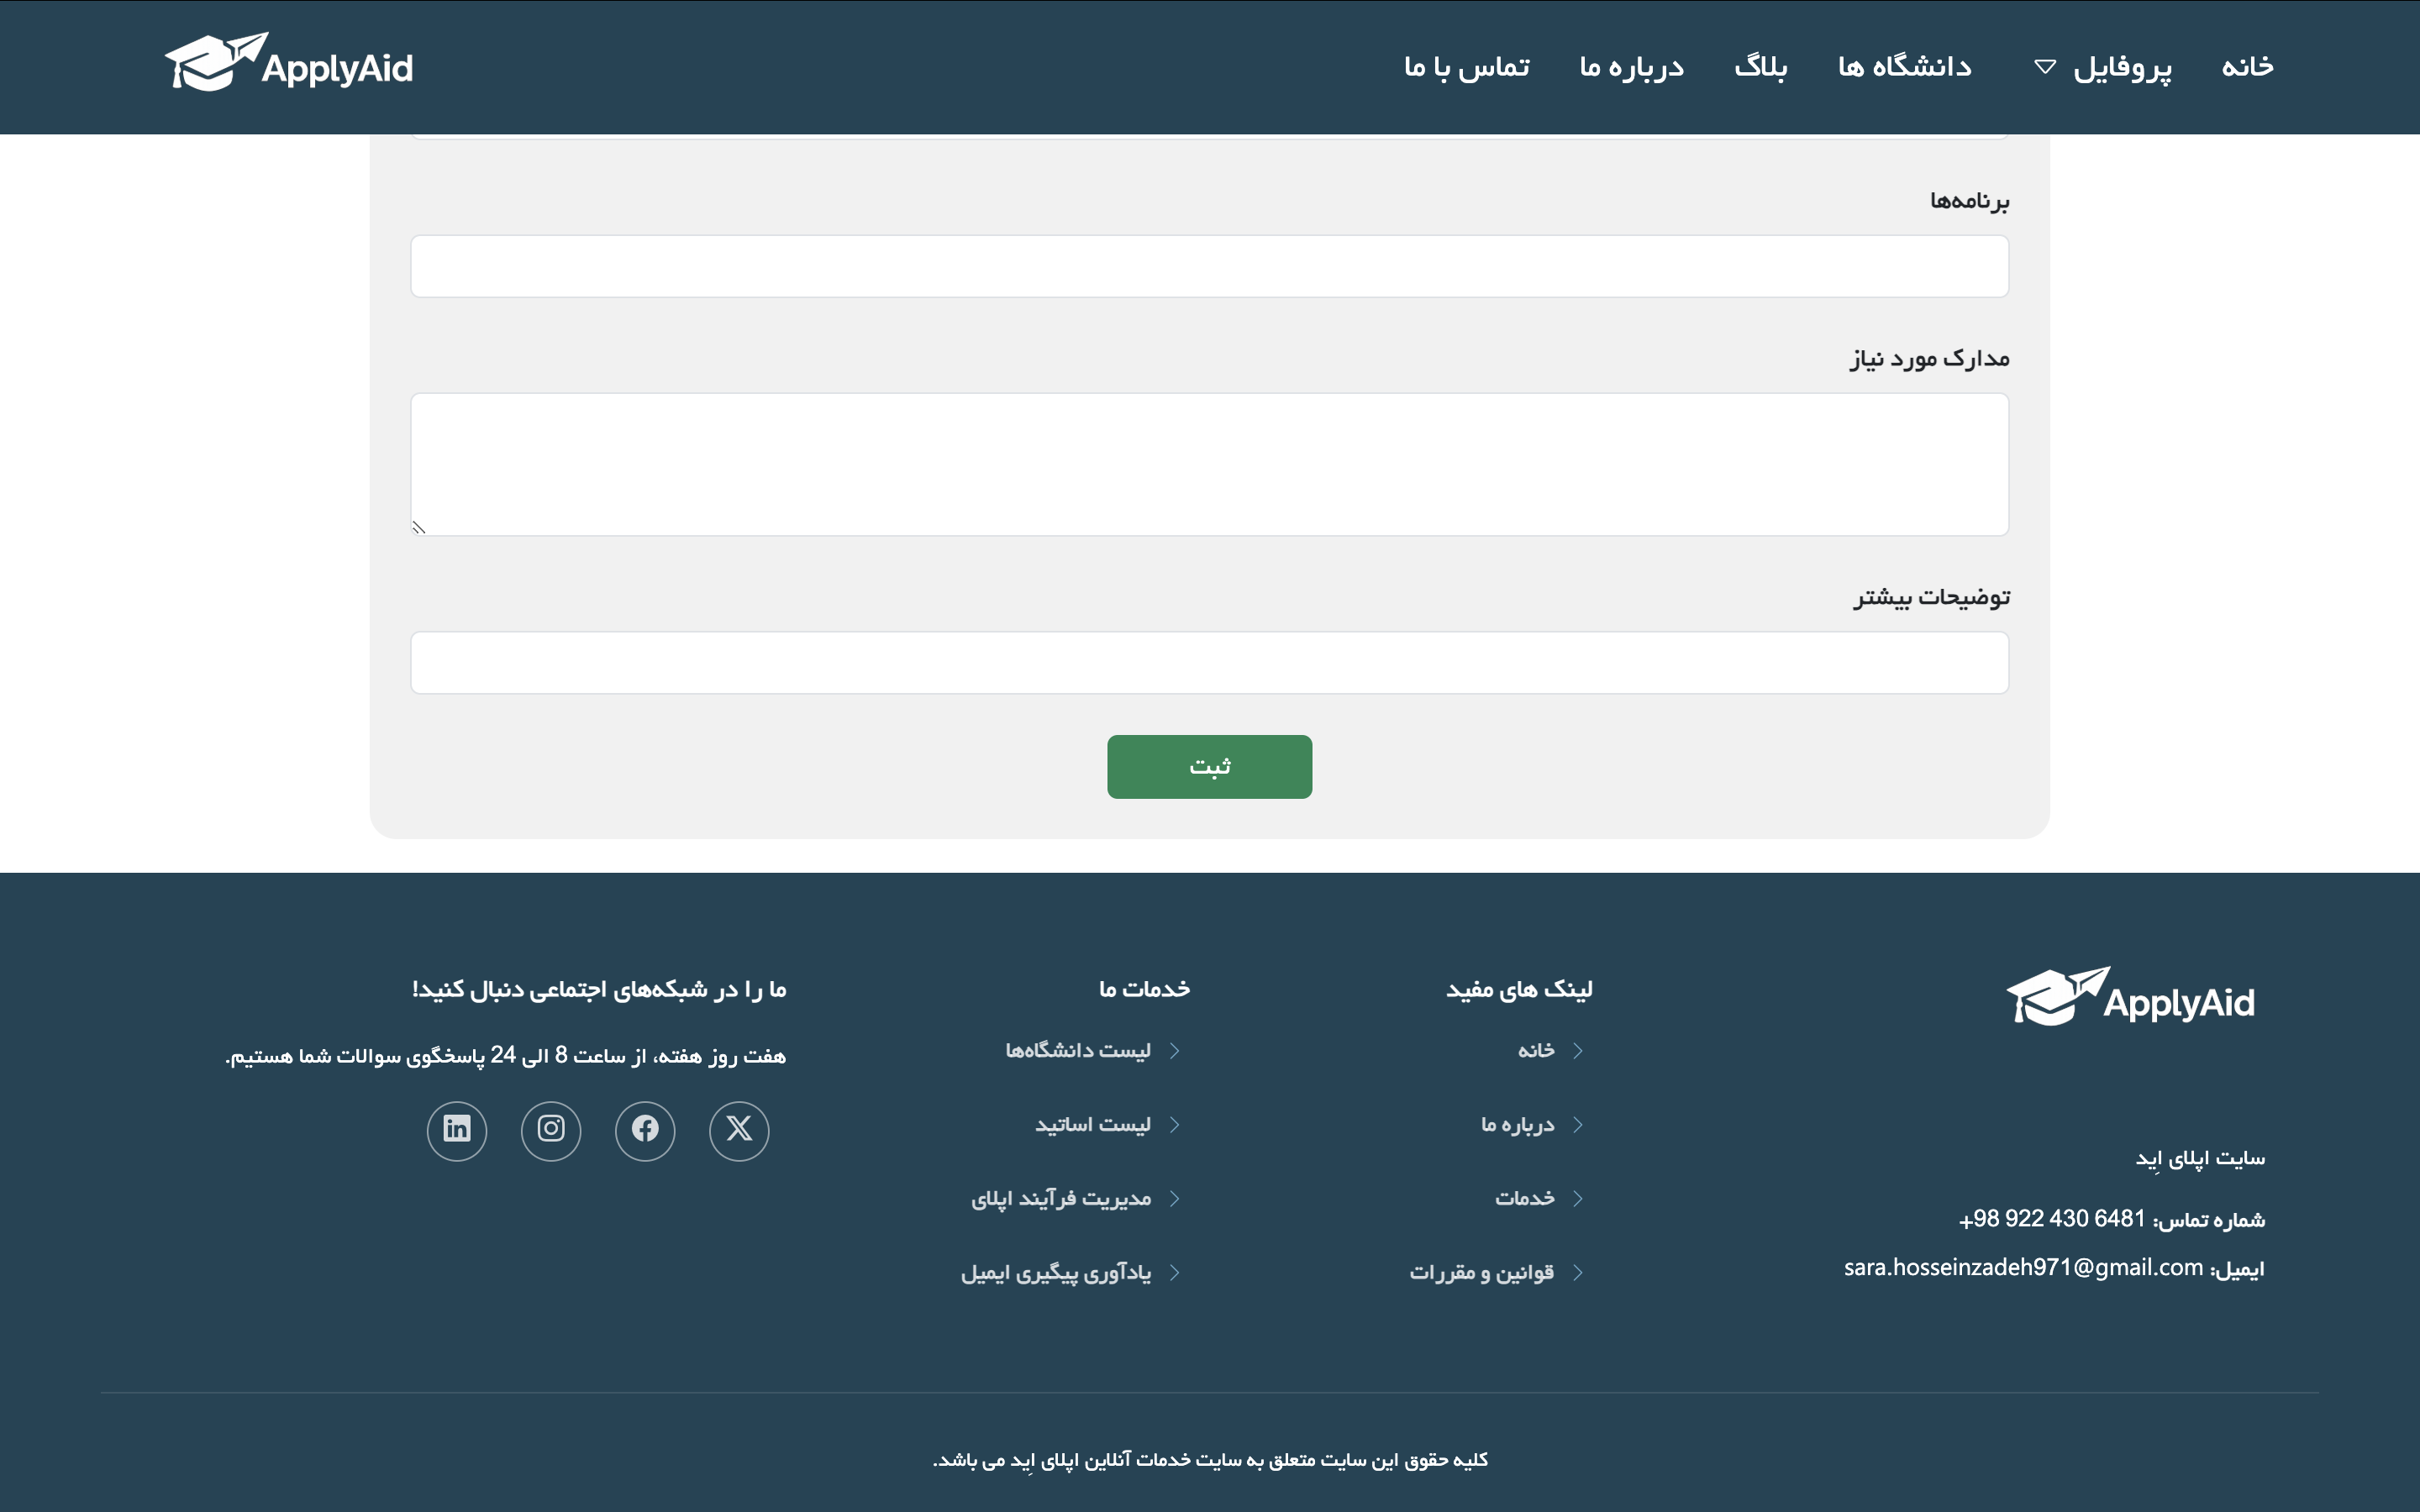 خانه
پروفایل
دانشگاه ها
بلاگ
درباره ما
تماس با ما
ApplyAid
برنامه‌ها
مدارک مورد نیاز
توضیحات بیشتر
ثبت
ApplyAid
سایت اپلای اِید
شماره تماس: 6481 430 922 98+
ایمیل: sara.hosseinzadeh971@gmail.com
لینک های مفید
خانه
درباره ما
خدمات
قوانین و مقررات
خدمات ما
لیست دانشگاه‌ها
لیست اساتید
مدیریت فرآیند اپلای
یادآوری پیگیری ایمیل
ما را در شبکه‌های اجتماعی دنبال کنید!
هفت روز هفته، از ساعت 8 الی 24 پاسخگوی سوالات شما هستیم.
کلیه حقوق این سایت متعلق به سایت خدمات آنلاین اپلای اِید می باشد.